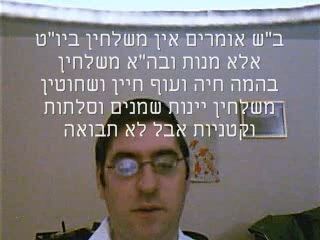 ב"ש אומרים אין משלחין ביו"ט
אלא מנות ובה"א משלחין
בהמה חיה ועוף חיין ושחוטין
משלחין יינות שמנים וסלתות
וקטניות אבל לא תבואה